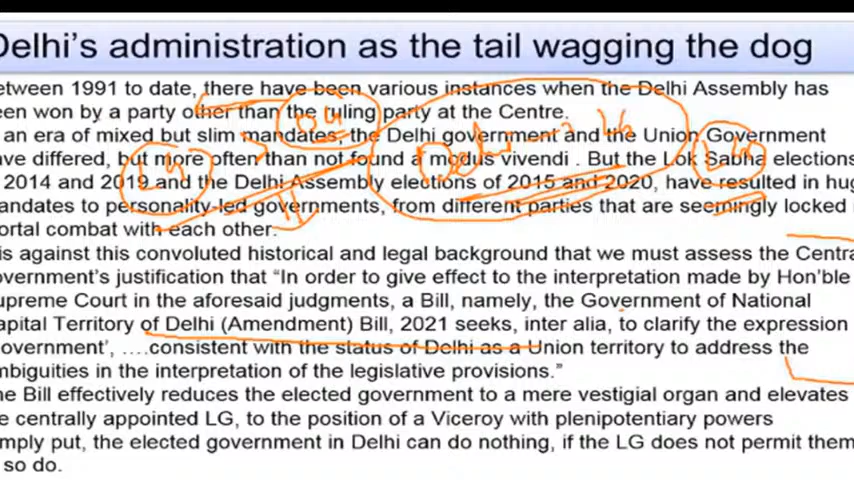 Delhi's administration as the tail wagging the dog
etween 1991 to date, there have been various instances when the Delhi Assembly has
een won by a party other than the ruling party at the Centre.
an era of mixed but slim mandates, the Delhi government and the Union Government
ave differed, but more often than not found a modus vivendi . But the Lok Sabha elections
2014 and 2019 and the Delhi Assembly elections of 2015 and 2020, have resulted in hug
andates to personality-led governments, from different parties that are seemingly locked i
ortal combat with each other.
is against this convoluted historical and legal background that we must assess the Centra
overnment's justification that “In order to give effect to the interpretation made by Hon'ble
upreme Court in the aforesaid judgments, a Bill, namely, the Government of National
apital Territory of Delhi (Amendment) Bill, 2021 seeks, inter alia, to clarify the expression
overnment', ….consistent with the status of Delhi as a Union territory to address the
mbiguities in the interpretation of the legislative provisions.”
he Bill effectively reduces the elected government to a mere vestigial organ and elevates
e centrally appointed LG, to the position of a Viceroy with plenipotentiary powers
mply put, the elected government in Delhi can do nothing, if the LG does not permit them
so do.